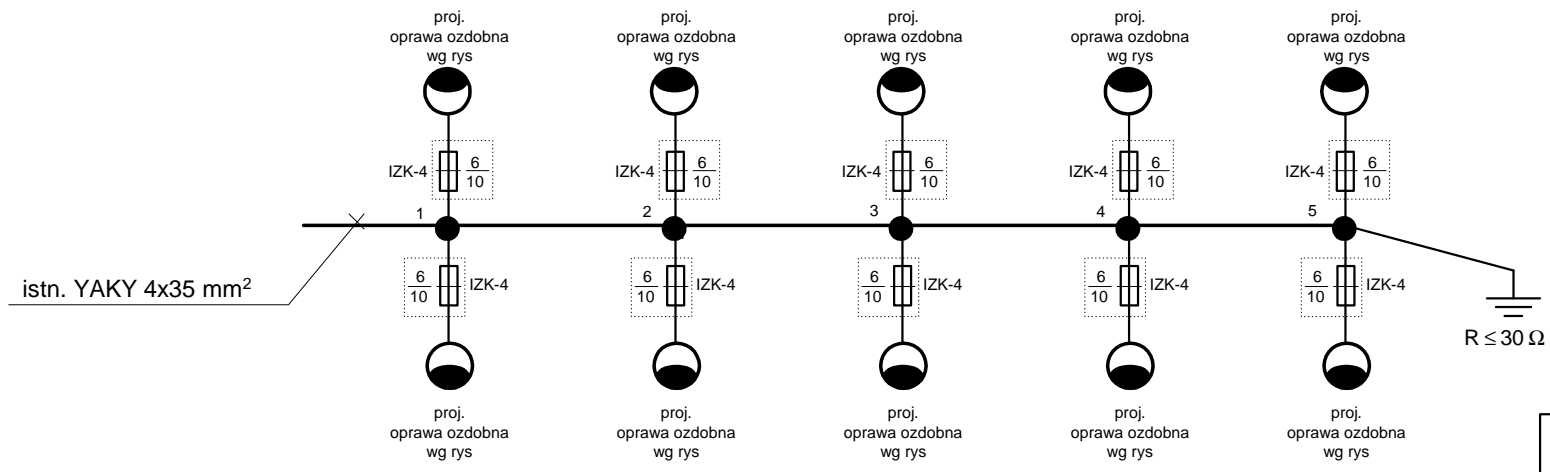 proj.
oprawa ozdobna
wg rys
proj.
oprawa ozdobna
wg rys
proj.
oprawa ozdobna
wg rys
proj.
oprawa ozdobna
wg rys
proj.
oprawa ozdobna
wg rys
IZK-4 6/10
IZK-4 6/10
IZK-4 6/10
IZK-4 6/10
IZK-4 6/10
1
2
3
4
5
istn. YAKY 4x35 mm²
6/10 IZK-4
6/10 IZK-4
6/10 IZK-4
6/10 IZK-4
6/10 IZK-4
R ≤ 30 Ω
proj.
oprawa ozdobna
wg rys
proj.
oprawa ozdobna
wg rys
proj.
oprawa ozdobna
wg rys
proj.
oprawa ozdobna
wg rys
proj.
oprawa ozdobna
wg rys